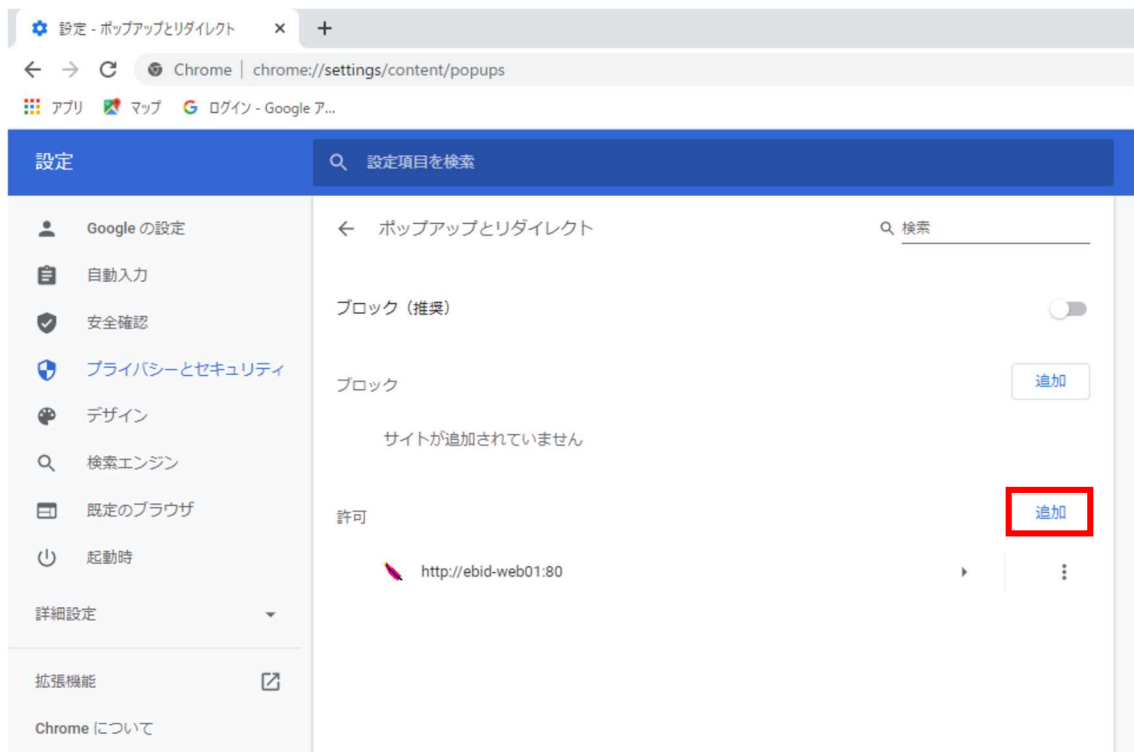 設定 - ポップアップとリダイレクト
Chrome | chrome://settings/content/popups
アプリ マップ ログイン - Google ア...
設定
設定項目を検索
Google の設定
自動入力
安全確認
プライバシーとセキュリティ
デザイン
検索エンジン
既定のブラウザ
起動時
詳細設定
拡張機能
Chrome について
ポップアップとリダイレクト
検索
ブロック（推奨）
ブロック
追加
サイトが追加されていません
許可
追加
http://ebid-web01:80